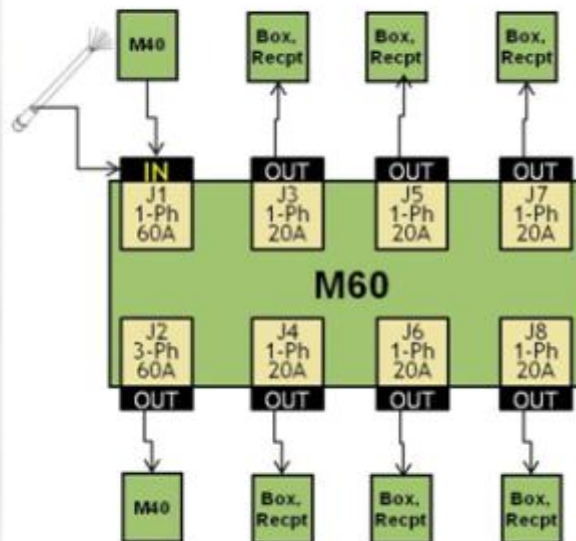 M40
Box,
Recpt
Box,
Recpt
Box,
Recpt
IN
OUT
OUT
OUT
J1
1-Ph
60A
J3
1-Ph
20A
J5
1-Ph
20A
J7
1-Ph
20A
M60
J2
3-Ph
60A
J4
1-Ph
20A
J6
1-Ph
20A
J8
1-Ph
20A
OUT
OUT
OUT
OUT
M40
Box,
Recpt
Box,
Recpt
Box,
Recpt